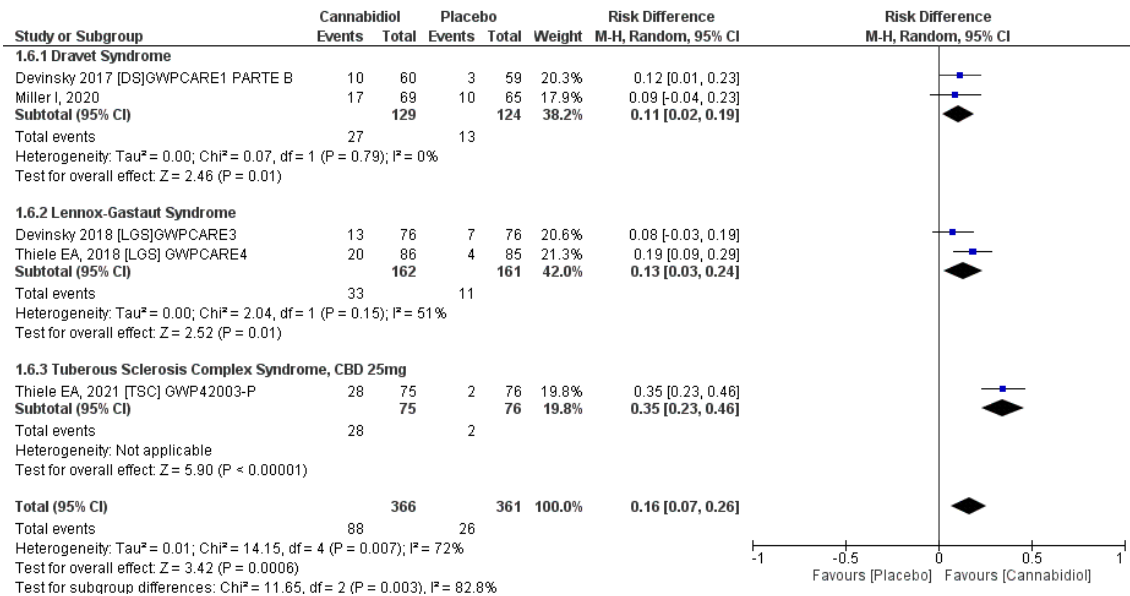 Cannabidiol Placebo Risk Difference Risk Difference
Study or Subgroup Events Total Events Total Weight M-H, Random, 95% CI M-H, Random, 95% CI
1.6.1 Dravet Syndrome
Devinsky 2017 [DS]GWPCARE1 PARTE B 10 60 3 59 20.3% 0.12 [0.01, 0.23]
Miller I, 2020 17 69 10 65 17.9% 0.09 [-0.04, 0.23]
Subtotal (95% CI) 129 124 38.2% 0.11 [0.02, 0.19]
Total events 27 13
Heterogeneity: Tau² = 0.00; Chi² = 0.07, df = 1 (P = 0.79); I² = 0%
Test for overall effect: Z = 2.46 (P = 0.01)
1.6.2 Lennox-Gastaut Syndrome
Devinsky 2018 [LGS]GWPCARE3 13 76 7 76 20.6% 0.08 [-0.03, 0.19]
Thiele EA, 2018 [LGS] GWPCARE4 20 86 4 85 21.3% 0.19 [0.09, 0.29]
Subtotal (95% CI) 162 161 42.0% 0.13 [0.03, 0.24]
Total events 33 11
Heterogeneity: Tau² = 0.00; Chi² = 2.04, df = 1 (P = 0.15); I² = 51%
Test for overall effect: Z = 2.52 (P = 0.01)
1.6.3 Tuberous Sclerosis Complex Syndrome, CBD 25mg
Thiele EA, 2021 [TSC] GWP42003-P 28 75 2 76 19.8% 0.35 [0.23, 0.46]
Subtotal (95% CI) 75 76 19.8% 0.35 [0.23, 0.46]
Total events 28 2
Heterogeneity: Not applicable
Test for overall effect: Z = 5.90 (P < 0.00001)
Total (95% CI) 366 361 100.0% 0.16 [0.07, 0.26]
Total events 88 26
Heterogeneity: Tau² = 0.01; Chi² = 14.15, df = 4 (P = 0.007); I² = 72%
Test for overall effect: Z = 3.42 (P = 0.0006)
Test for subgroup differences: Chi² = 11.65, df = 2 (P = 0.003), I² = 82.8%
-1 -0.5 0 0.5 1
Favours [Placebo] Favours [Cannabidiol]